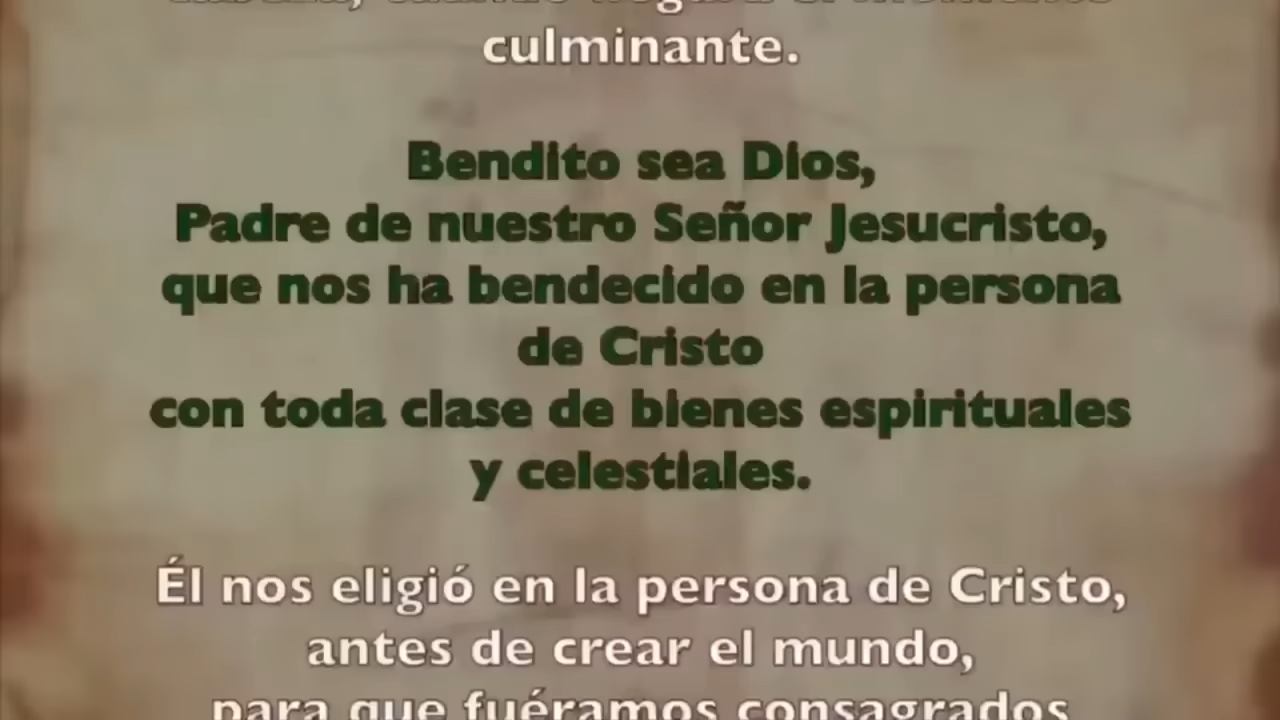 culminante.
Bendito sea Dios,
Padre de nuestro Señor Jesucristo,
que nos ha bendecido en la persona
de Cristo
con toda clase de bienes espirituales
y celestiales.
Él nos eligió en la persona de Cristo,
antes de crear el mundo,
para que fuéramos consagrados